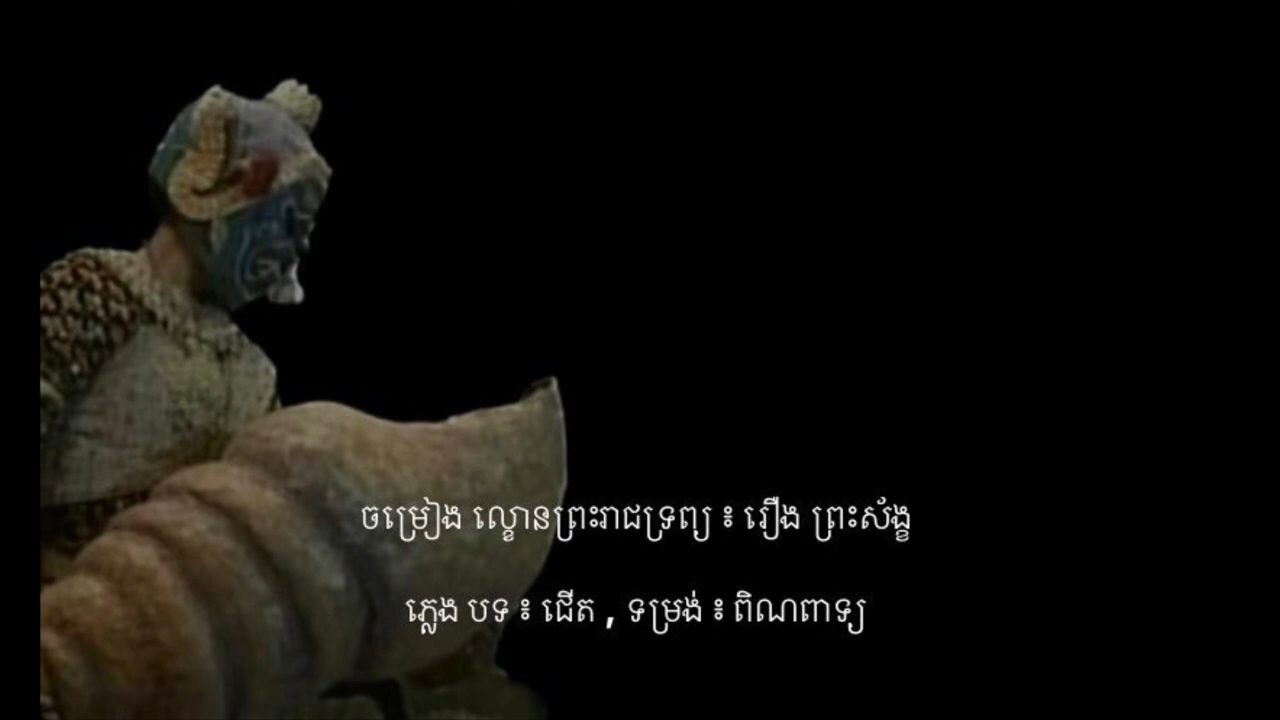 ចម្រៀង ល្ខោនព្រះរាជទ្រព្យ ៖ រឿង ព្រះស័ង្ខ
ភ្លេង បទ ៖ ជើត , ទម្រង់ ៖ ពិណពាទ្យ